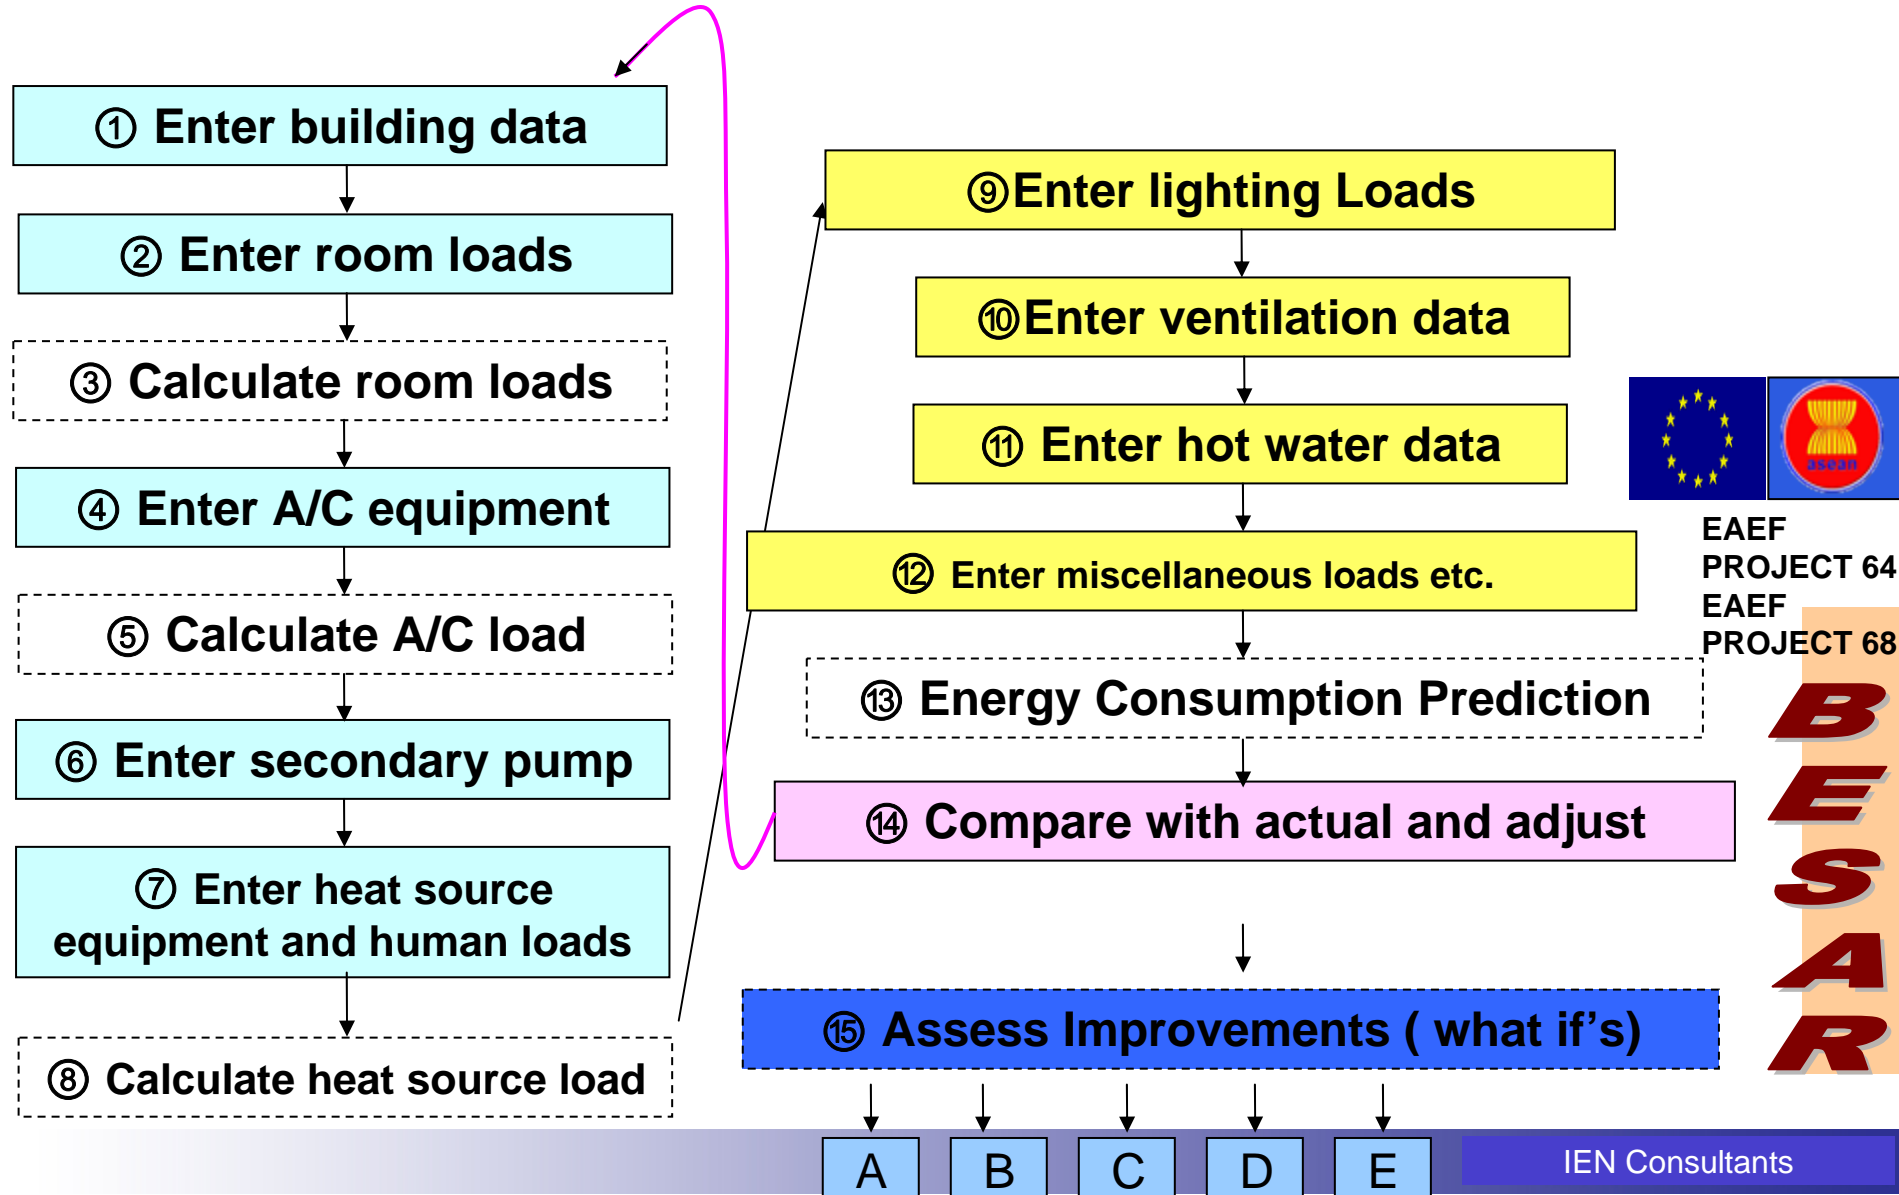 ① Enter building data
② Enter room loads
③ Calculate room loads
④ Enter A/C equipment
⑤ Calculate A/C load
⑥ Enter secondary pump
⑦ Enter heat source
equipment and human loads
⑧ Calculate heat source load
⑨Enter lighting Loads
⑩Enter ventilation data
⑪ Enter hot water data
⑫ Enter miscellaneous loads etc.
⑬ Energy Consumption Prediction
⑭ Compare with actual and adjust
⑮ Assess Improvements ( what if’s)
A
B
C
D
E
asean
EAEF
PROJECT 64
EAEF
PROJECT 68
BESAR
IEN Consultants